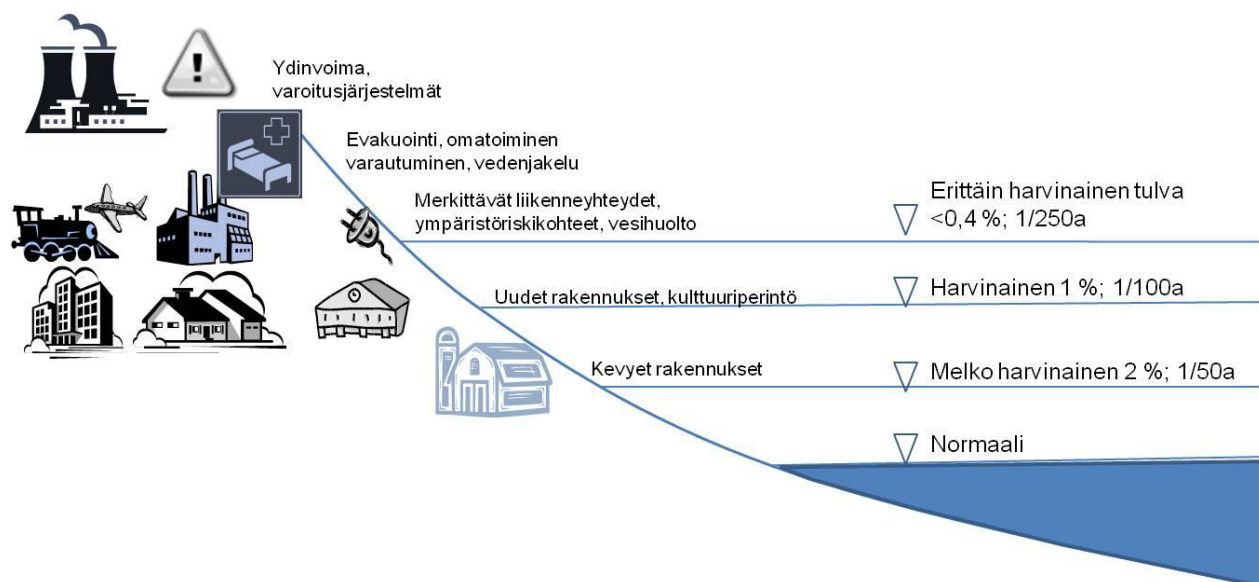 Ydinvoima,
varoitusjärjestelmät
Evakuointi, omatoiminen
varautuminen, vedenjakelu
Merkittävät liikenneyhteydet,
ympäristöriskikohteet, vesihuolto
Erittäin harvinainen tulva
<0,4 %; 1/250a
Uudet rakennukset, kulttuuriperintö
Harvinainen 1 %; 1/100a
Kevyet rakennukset
Melko harvinainen 2 %; 1/50a
Normaali